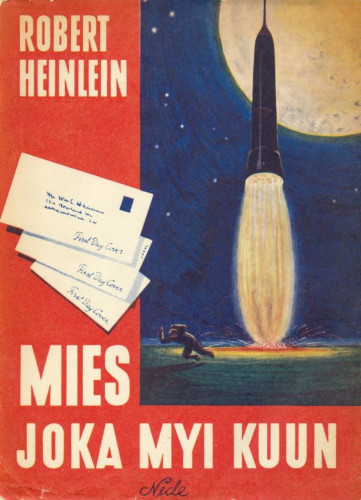 ROBERT
HEINLEIN
First Day Cover
First Day Cover
First Day Cover
MIES
JOKA MYI KUUN
Nide